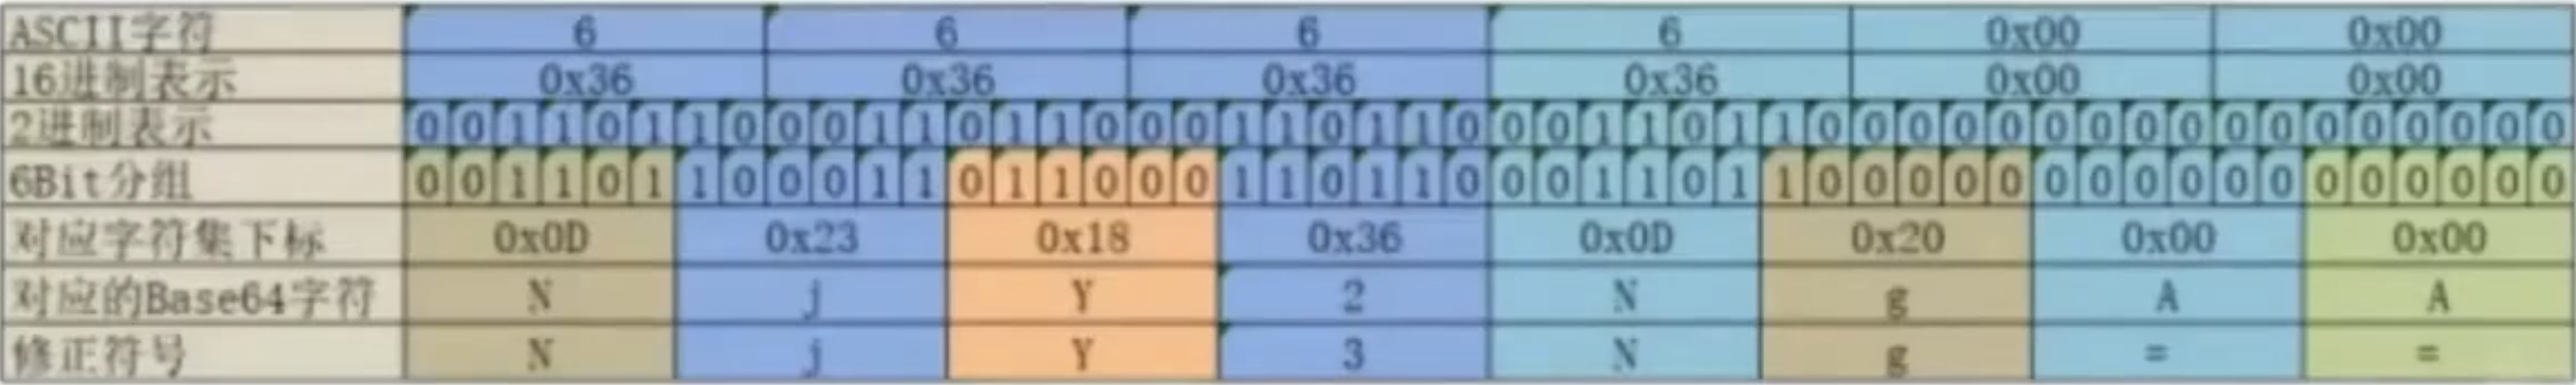 ASCII字符 6 6 6 6 0x00 0x00
16进制表示 0x36 0x36 0x36 0x36 0x00 0x00
2进制表示 0 0 1 1 0 1 1 0 0 0 1 1 0 1 1 0 0 0 1 1 0 1 1 0 0 0 1 1 0 1 1 0 0 0 0 0 0 0 0 0 0 0 0 0 0 0 0 0
6Bit分组 0 0 1 1 0 1 1 0 0 0 1 1 0 1 1 0 0 0 1 1 0 1 1 0 0 0 1 1 0 1 1 0 0 0 0 0 0 0 0 0 0 0 0 0 0 0 0 0
对应字符集下标 0x0D 0x23 0x18 0x36 0x0D 0x20 0x00 0x00
对应的Base64字符 N j Y 2 N g A A
修正符号 N j Y 3 N g = =